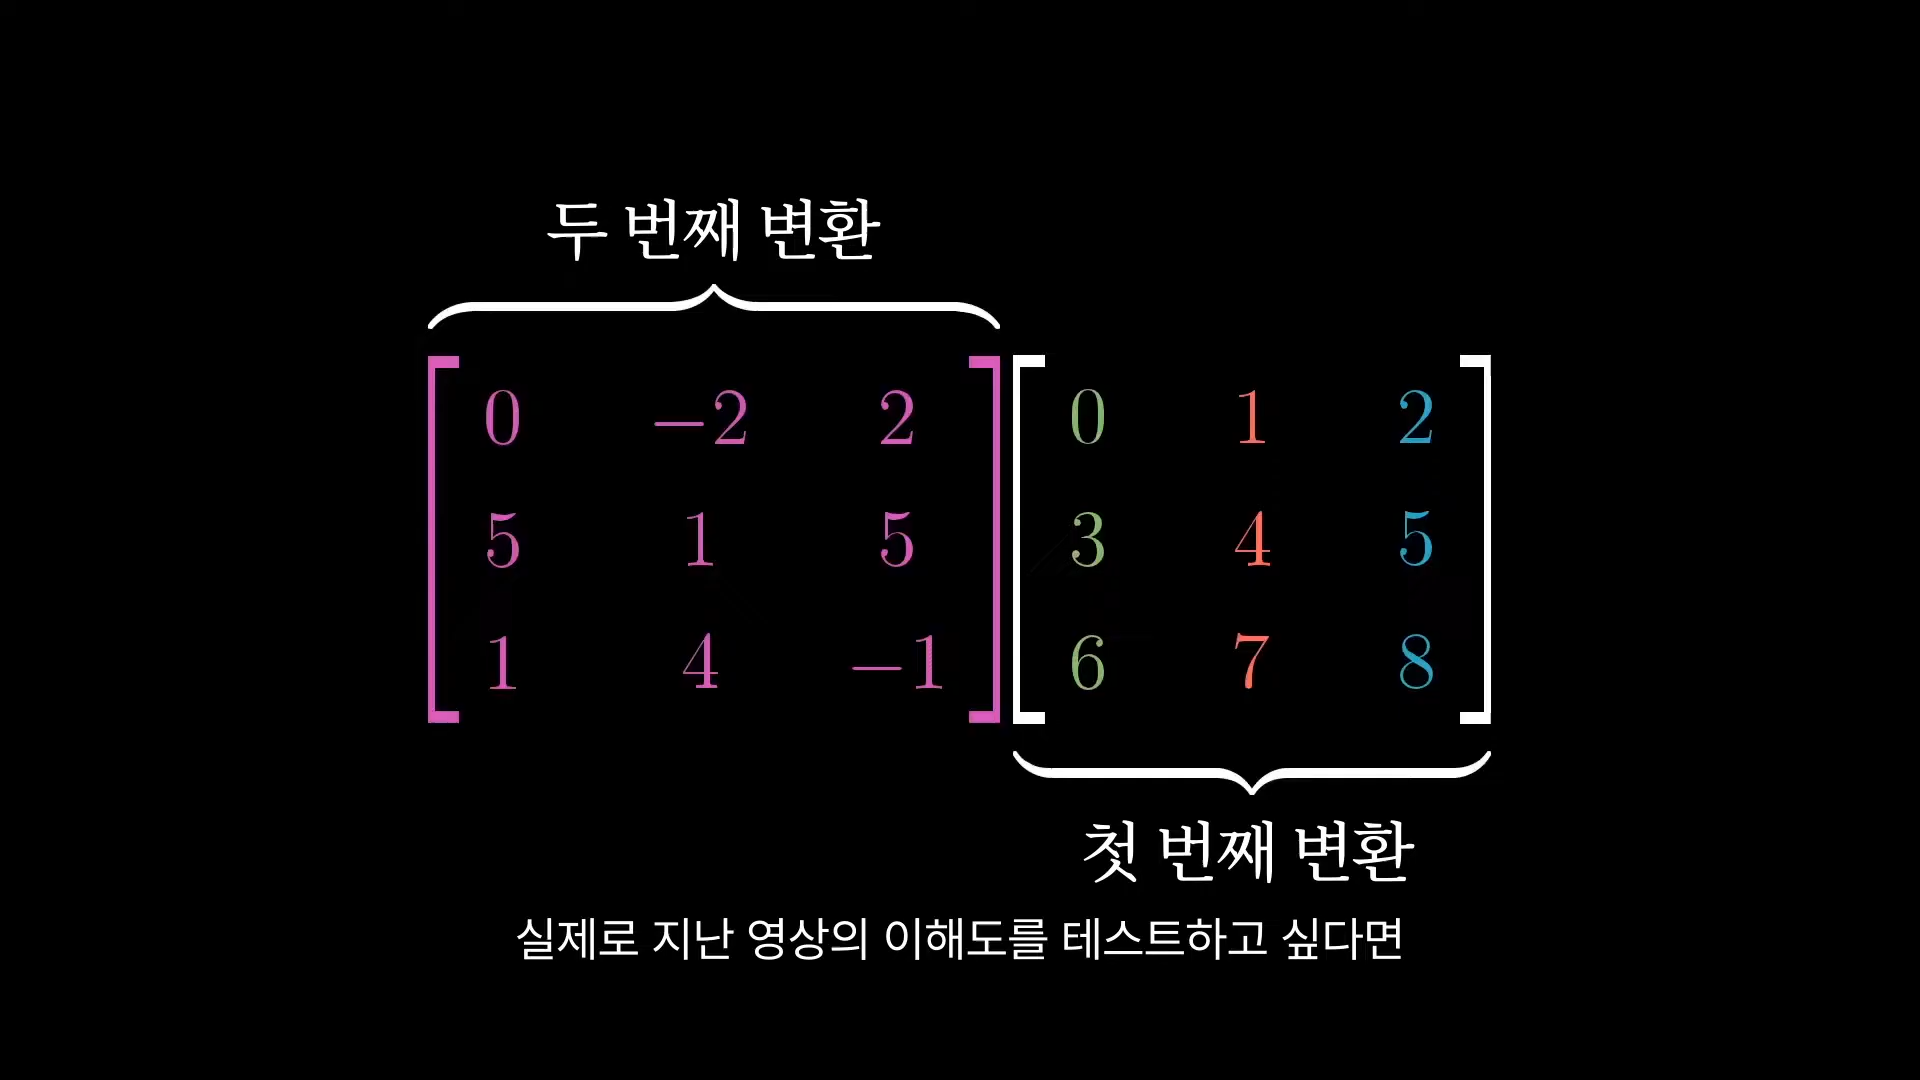 두 번째 변환
0 −2 2 0 1 2
5 1 5 3 4 5
1 4 −1 6 7 8
첫 번째 변환
실제로 지난 영상의 이해도를 테스트하고 싶다면